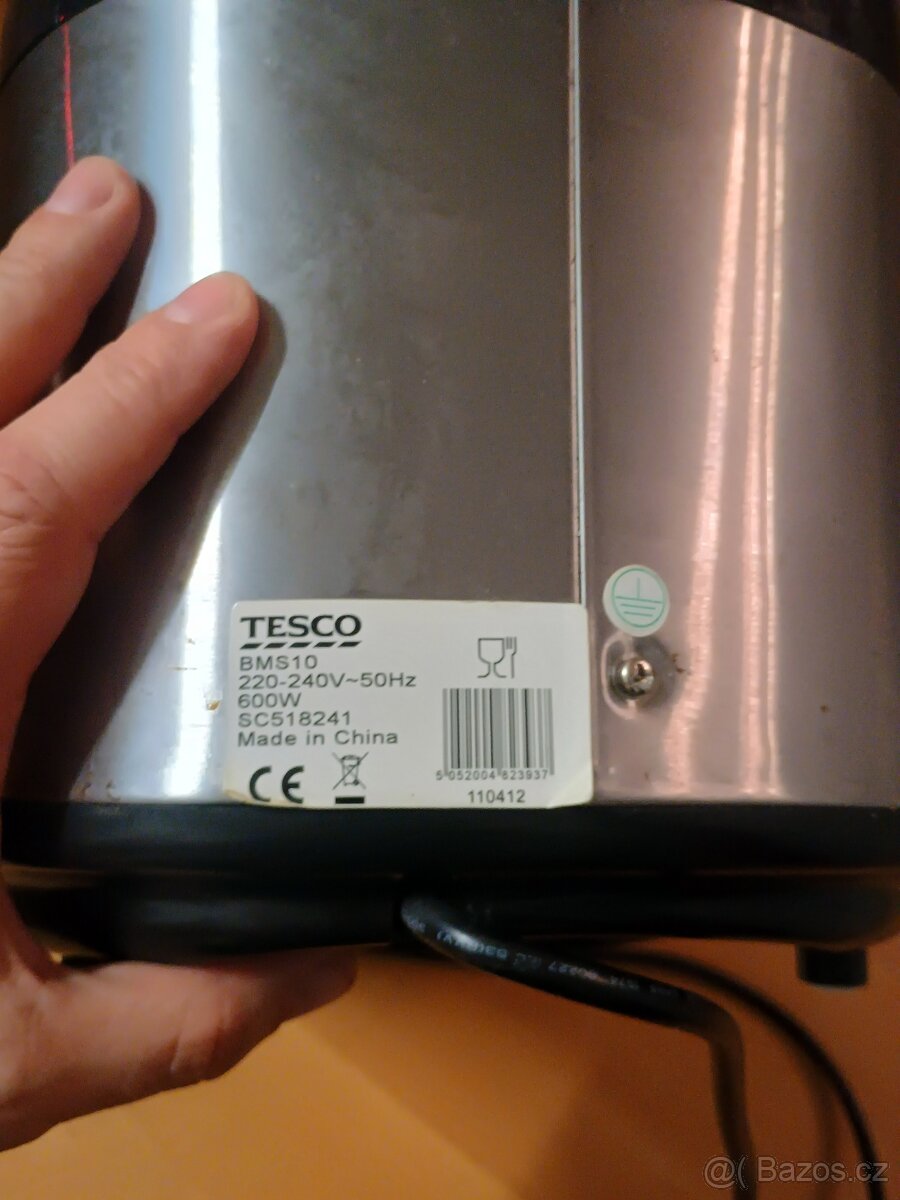 TESCO
BMS10
220-240V~50Hz
600W
SC518241
Made in China
CE
5 052004 823937
110412
@( Bazos.cz